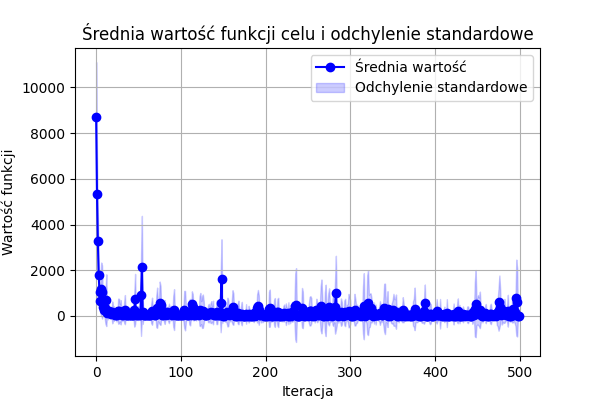 Średnia wartość funkcji celu i odchylenie standardowe
Średnia wartość
Odchylenie standardowe
Wartość funkcji
10000
8000
6000
4000
2000
0
0 100 200 300 400 500
Iteracja